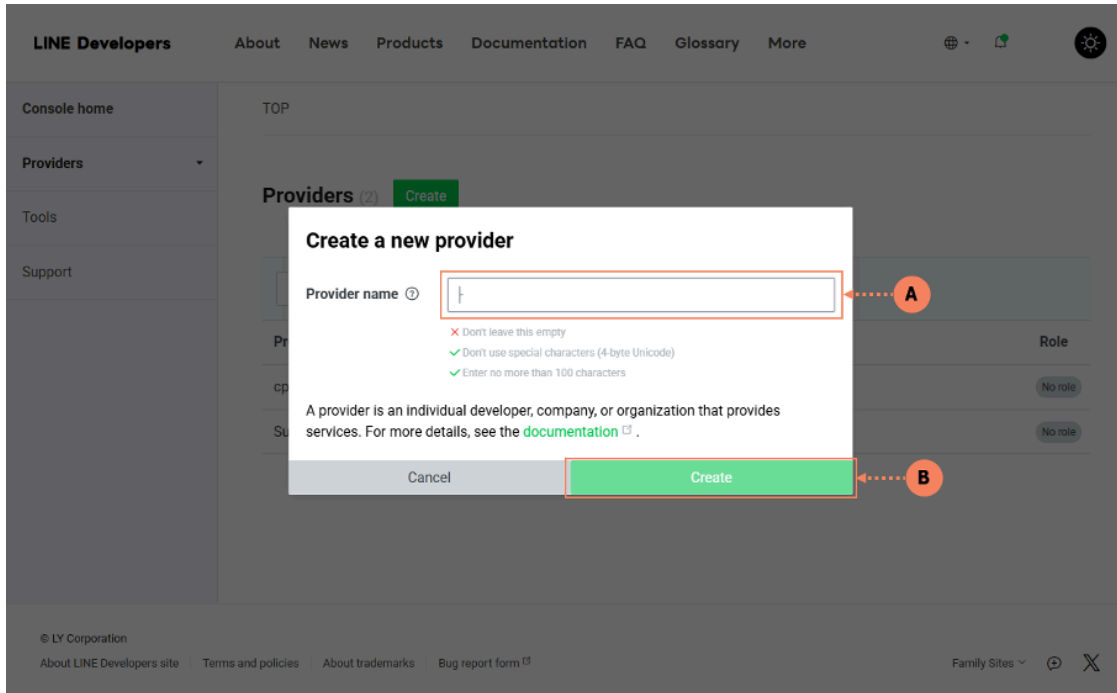 LINE Developers About News Products Documentation FAQ Glossary More
Console home
TOP
Providers
Providers (2) Create
Tools
Create a new provider
Support
Provider name A
Don't leave this empty
Don't use special characters (4-byte Unicode)
Enter no more than 100 characters
Pr Role
cp No role
A provider is an individual developer, company, or organization that provides
services. For more details, see the documentation .
Su No role
Cancel Create B
© LY Corporation
About LINE Developers site Terms and policies About trademarks Bug report form Family Sites